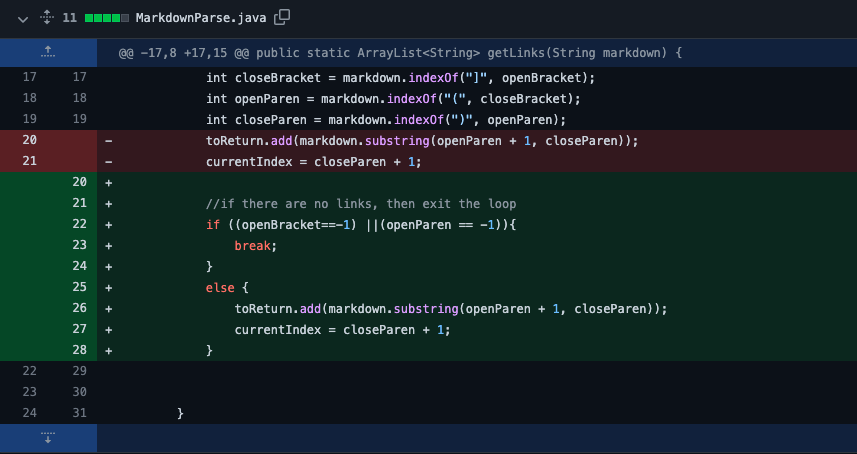 11 MarkdownParse.java
@@ -17,8 +17,15 @@ public static ArrayList<String> getLinks(String markdown) {
17 17 int closeBracket = markdown.indexOf("]", openBracket);
18 18 int openParen = markdown.indexOf("(", closeBracket);
19 19 int closeParen = markdown.indexOf(")", openParen);
20 - toReturn.add(markdown.substring(openParen + 1, closeParen));
21 - currentIndex = closeParen + 1;
20 +
21 + //if there are no links, then exit the loop
22 + if ((openBracket==-1) ||(openParen == -1)){
23 + break;
24 + }
25 + else {
26 + toReturn.add(markdown.substring(openParen + 1, closeParen));
27 + currentIndex = closeParen + 1;
28 + }
22 29
23 30
24 31 }